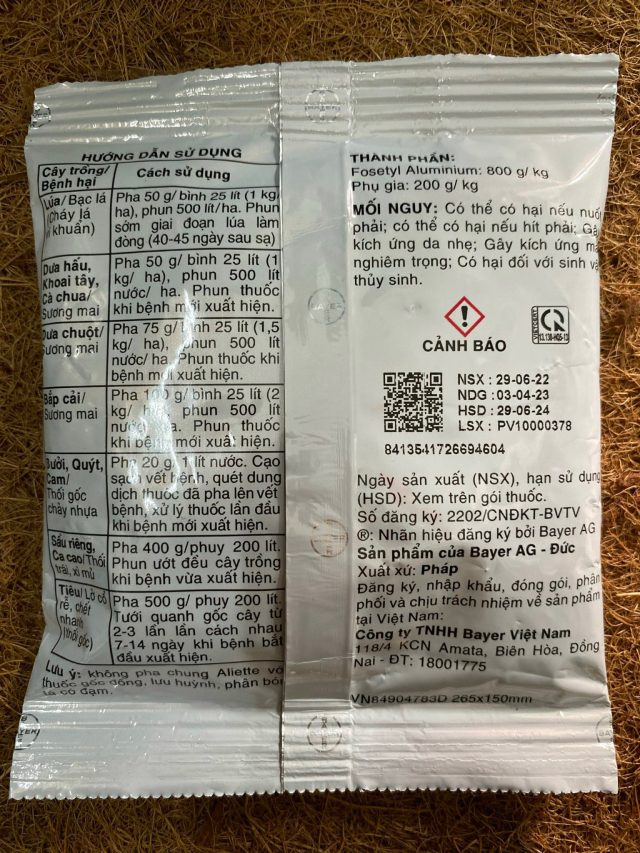 HƯỚNG DẪN SỬ DỤNG
Cây trồng/
Bệnh hại
Cách sử dụng
Lúa/ Bạc lá
(Cháy lá
vi khuẩn)
Pha 50 g/ bình 25 lít (1 kg/
ha), phun 500 lít/ha. Phun
sớm giai đoạn lúa làm
đòng (40-45 ngày sau sạ)
Dưa hấu,
Khoai tây,
Cà chua/
Sương mai
Pha 50 g/ bình 25 lít (1
kg/ ha), phun 500 lít
nước/ ha. Phun thuốc
khi bệnh mới xuất hiện.
Dưa chuột/
Sương mai
Pha 75 g/ bình 25 lít (1,5
kg/ ha), phun 500 lít
nước/ ha. Phun thuốc khi
bệnh mới xuất hiện.
Bắp cải/
Sương mai
Pha 100 g/ bình 25 lít (2
kg/ ha), phun 500 lít
nước/ ha. Phun thuốc
khi bệnh mới xuất hiện.
Bưởi, Quýt,
Cam/
Thối gốc
chảy nhựa
Pha 20 g/ 1 lít nước. Cạo
sạch vết bệnh, quét dung
dịch thuốc đã pha lên vết
bệnh, xử lý thuốc lần đầu
khi bệnh mới xuất hiện.
Sầu riêng,
Ca cao/Thối
trái, xì mủ
Pha 400 g/phuy 200 lít.
Phun ướt đều cây trồng
khi bệnh vừa xuất hiện.
Tiêu/ Lở cổ
rễ, chết
nhanh
(thối gốc)
Pha 500 g/ phuy 200 lít.
Tưới quanh gốc cây từ
2-3 lần lần cách nhau
7-14 ngày khi bệnh bắt
đầu xuất hiện.
Lưu ý: không pha chung Aliette với
thuốc gốc đồng, lưu huỳnh, phân bón
lá có đạm.
THÀNH PHẦN:
Fosetyl Aluminium: 800 g/ kg
Phụ gia: 200 g/ kg
MỐI NGUY: Có thể có hại nếu nuốt
phải; có thể có hại nếu hít phải; Gây
kích ứng da nhẹ; Gây kích ứng mắt
nghiêm trọng; Có hại đối với sinh vật
thủy sinh.
CẢNH BÁO
NSX : 29-06-22
NDG : 03-04-23
HSD : 29-06-24
LSX : PV10000378
8413541726694604
Ngày sản xuất (NSX), hạn sử dụng
(HSD): Xem trên gói thuốc.
Số đăng ký: 2202/CNĐKT-BVTV
®: Nhãn hiệu đăng ký bởi Bayer AG
Sản phẩm của Bayer AG - Đức
Xuất xứ: Pháp
Đăng ký, nhập khẩu, đóng gói, phân
phối và chịu trách nhiệm về sản phẩm
tại Việt Nam:
Công ty TNHH Bayer Việt Nam
118/4 KCN Amata, Biên Hòa, Đồng
Nai - ĐT: 18001775
VN84904783D 265x150mm